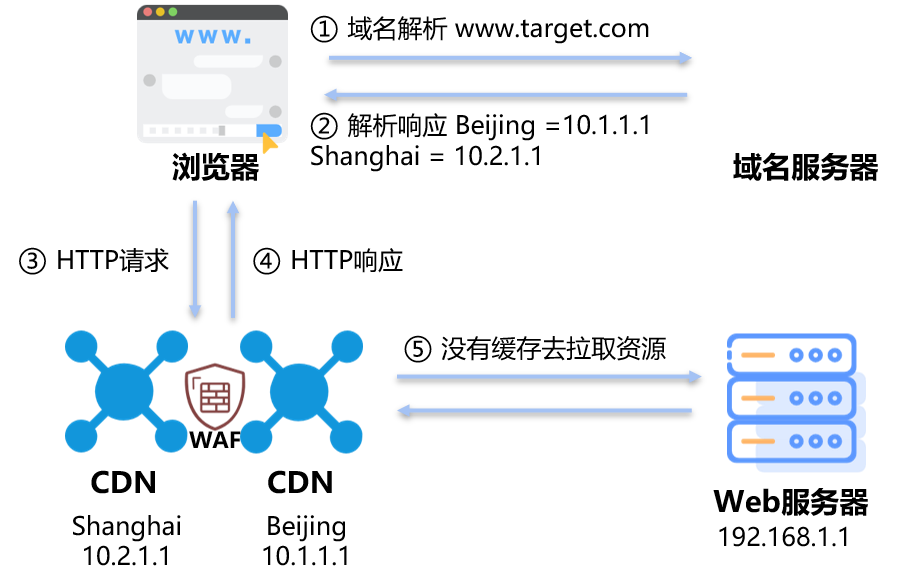 www.
① 域名解析 www.target.com
② 解析响应 Beijing =10.1.1.1
Shanghai = 10.2.1.1
浏览器
域名服务器
③ HTTP请求
④ HTTP响应
⑤ 没有缓存去拉取资源
WAF
CDN
CDN
Shanghai
10.2.1.1
Beijing
10.1.1.1
Web服务器
192.168.1.1